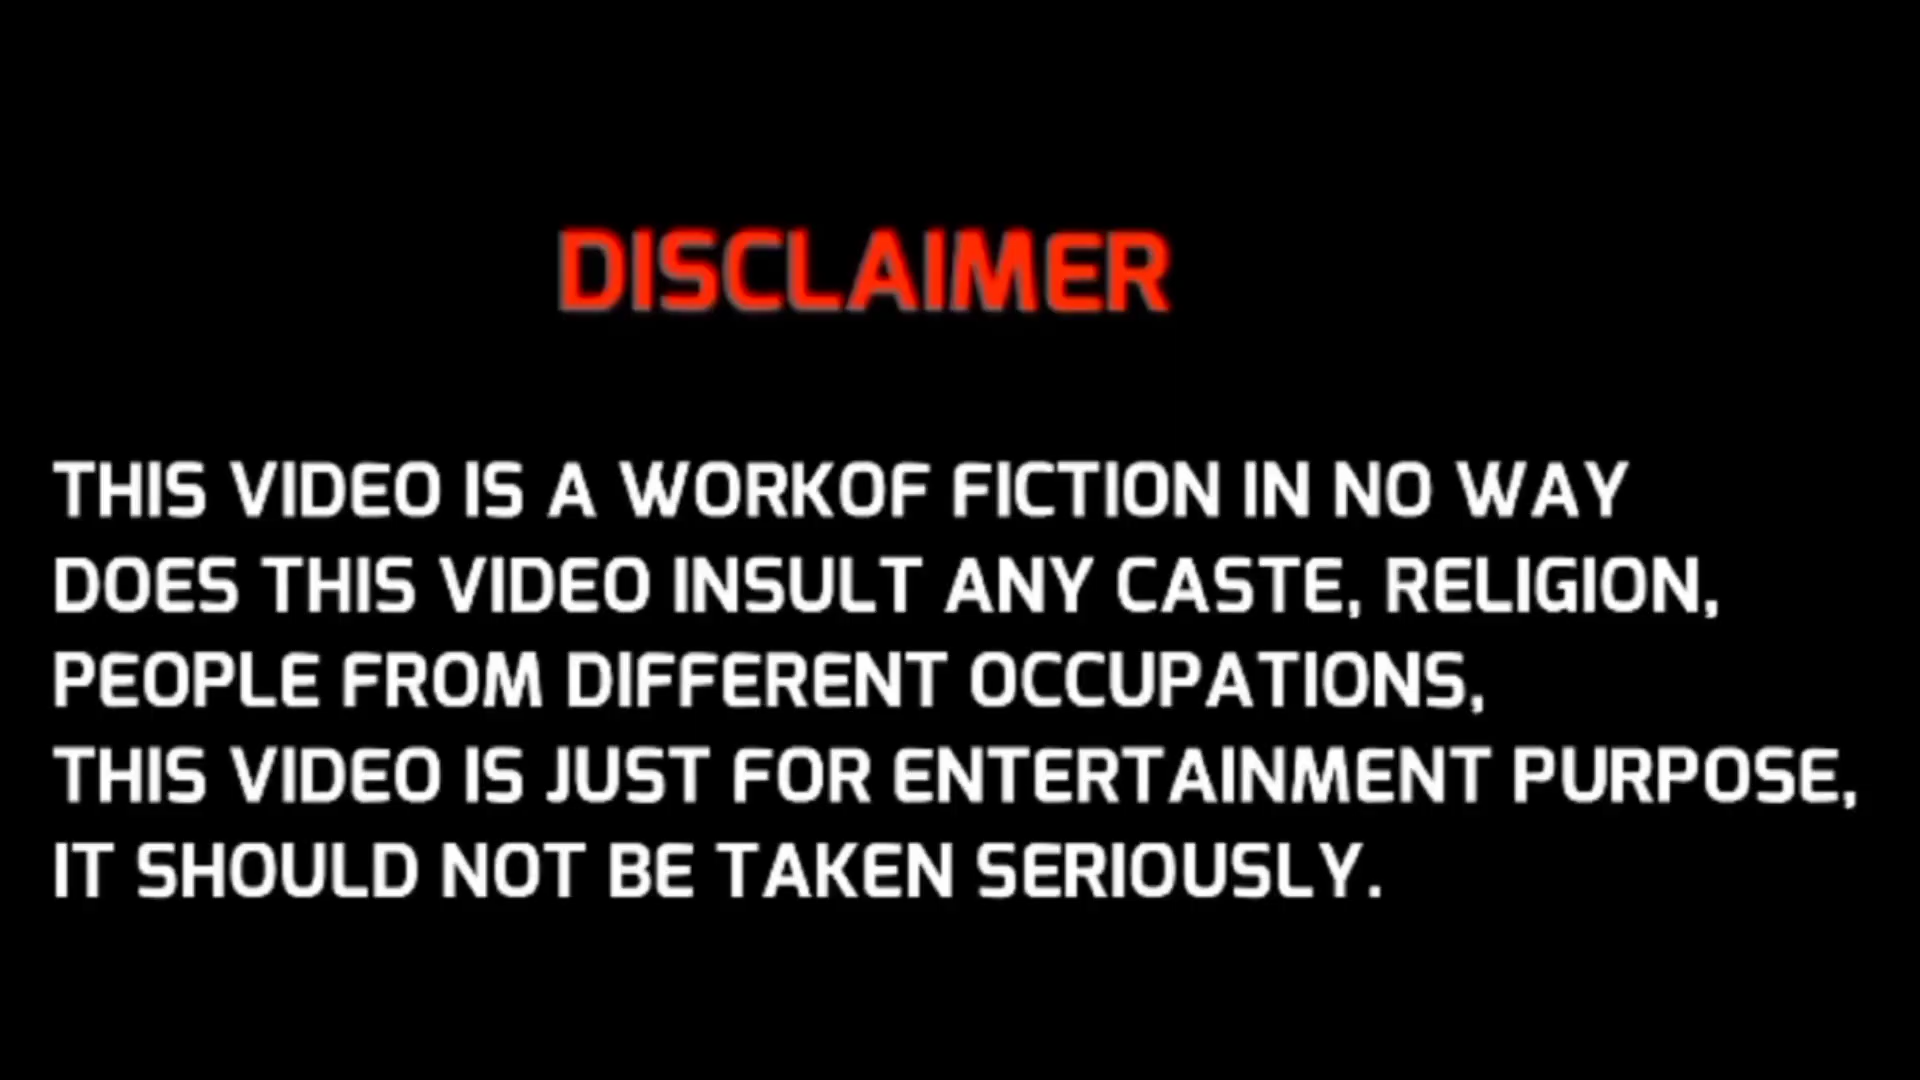 DISCLAIMER
THIS VIDEO IS A WORKOF FICTION IN NO WAY
DOES THIS VIDEO INSULT ANY CASTE, RELIGION,
PEOPLE FROM DIFFERENT OCCUPATIONS,
THIS VIDEO IS JUST FOR ENTERTAINMENT PURPOSE,
IT SHOULD NOT BE TAKEN SERIOUSLY.